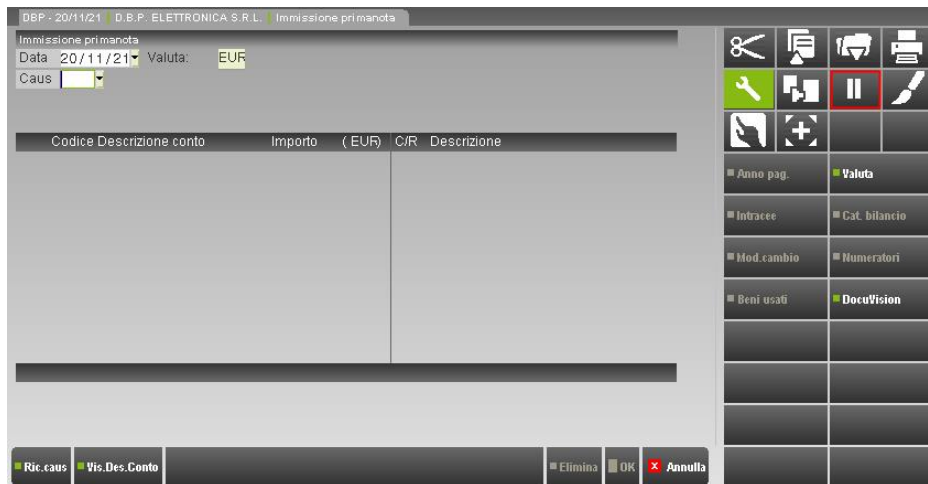 DBP - 20/11/21 D.B.P. ELETTRONICA S.R.L. Immissione primanota
Immissione primanota
Data 20/11/21 Valuta: EUR
Caus
Codice Descrizione conto Importo (EUR) C/R Descrizione
Anno pag. Valuta
Intracee Cat. bilancio
Mod.cambio Numeratori
Beni usati DocuVision
Ric.caus Vis.Des.Conto Elimina OK Annulla